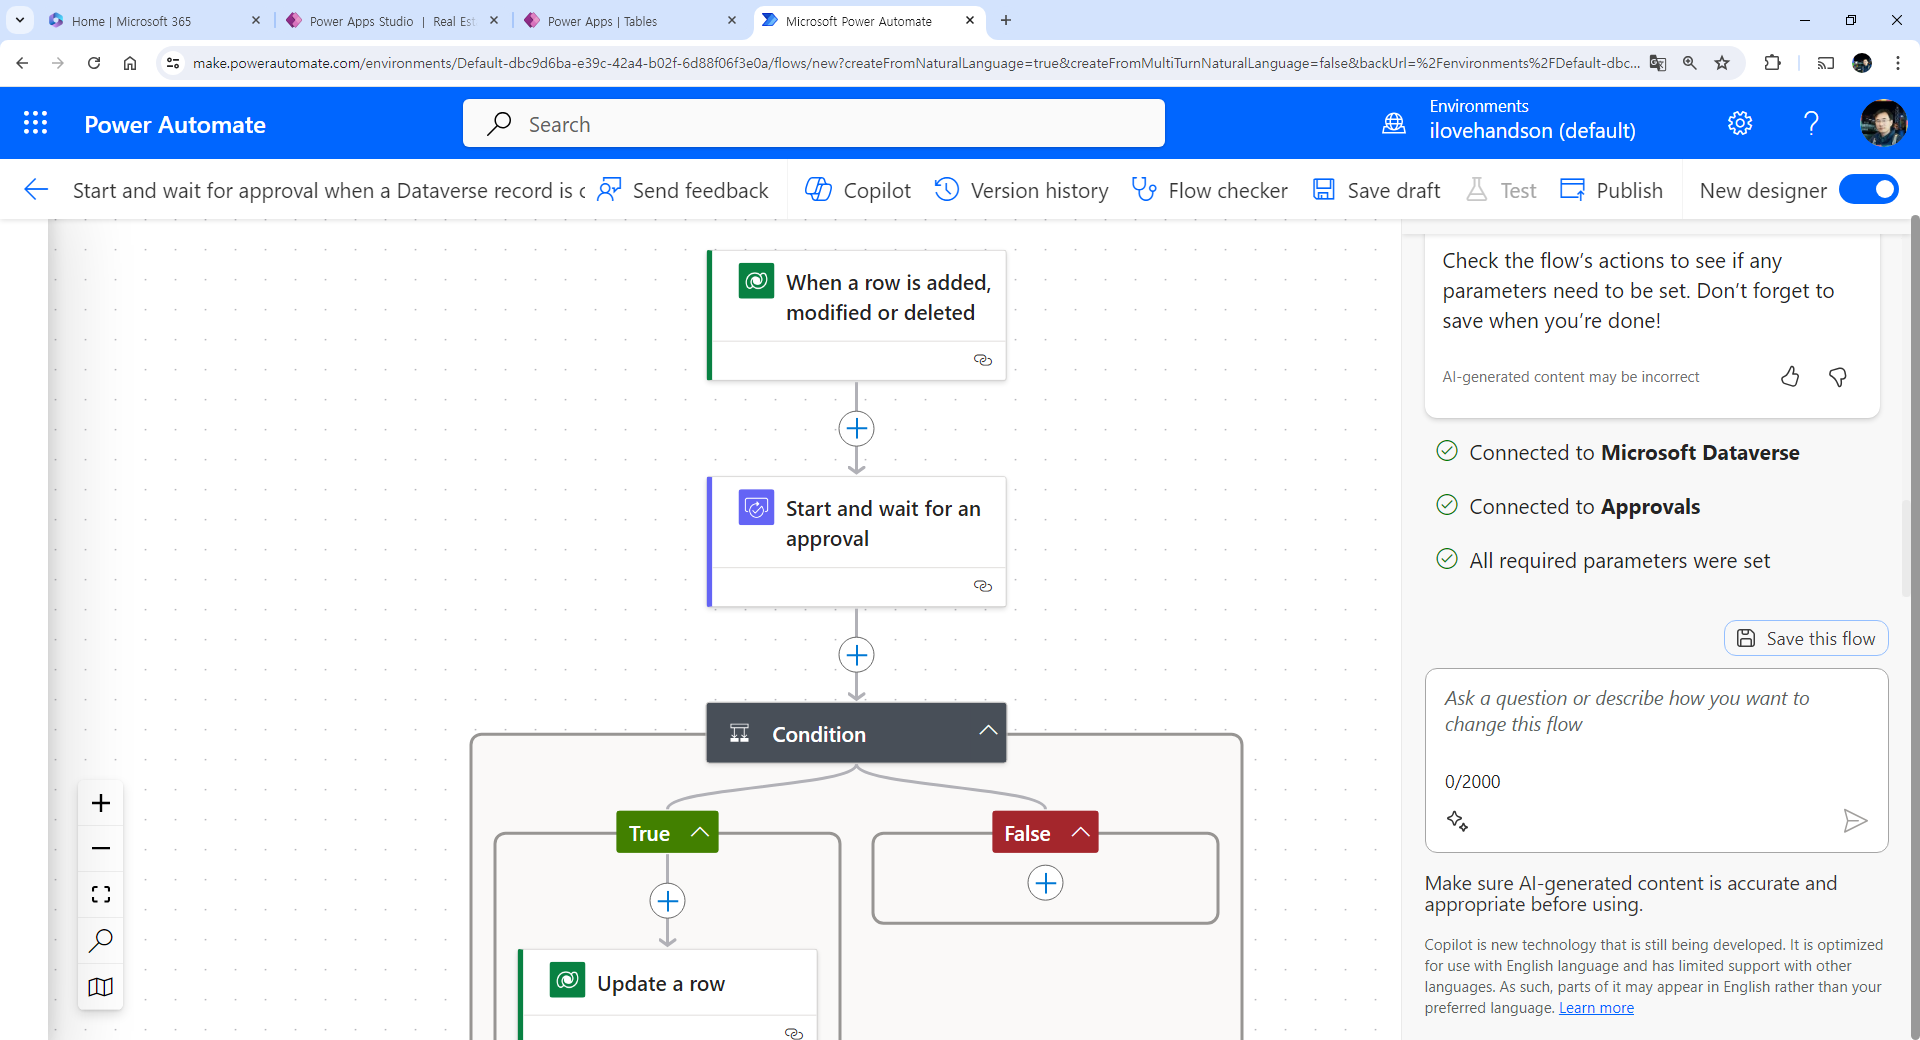 Home | Microsoft 365
Power Apps Studio | Real Est
Power Apps | Tables
Microsoft Power Automate
make.powerautomate.com/environments/Default-dbc9d6ba-e39c-42a4-b02f-6d88f06f3e0a/flows/new?createFromNaturalLanguage=true&createFromMultiTurnNaturalLanguage=false&backUrl=%2Fenvironments%2FDefault-dbc...
Power Automate
Search
Environments
ilovehandson (default)
Start and wait for approval when a Dataverse record is c
Send feedback
Copilot
Version history
Flow checker
Save draft
Test
Publish
New designer
When a row is added,
modified or deleted
Start and wait for an
approval
Condition
True
False
Update a row
Check the flow’s actions to see if any
parameters need to be set. Don’t forget to
save when you’re done!
AI-generated content may be incorrect
Connected to Microsoft Dataverse
Connected to Approvals
All required parameters were set
Save this flow
Ask a question or describe how you want to
change this flow
0/2000
Make sure AI-generated content is accurate and
appropriate before using.
Copilot is new technology that is still being developed. It is optimized
for use with English language and has limited support with other
languages. As such, parts of it may appear in English rather than your
preferred language. Learn more